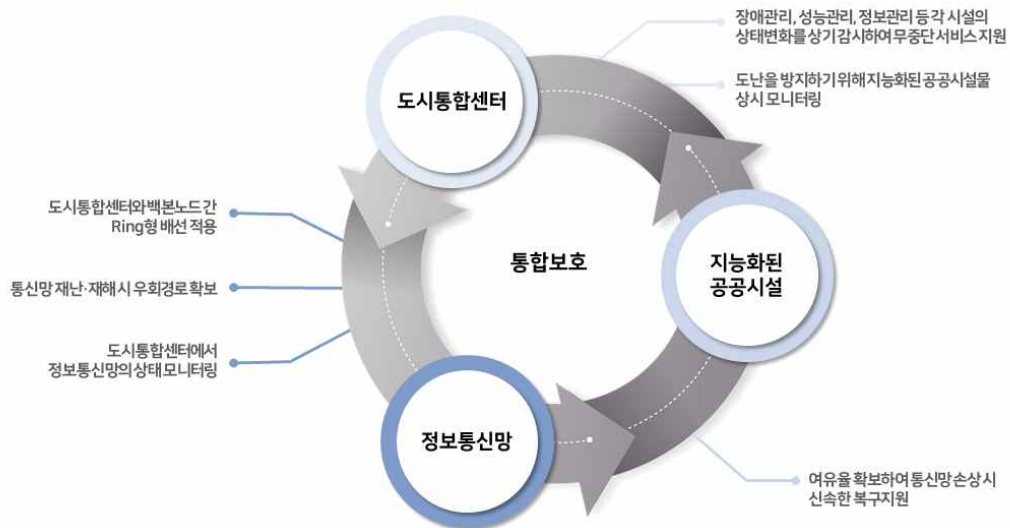 장애관리, 성능관리, 정보관리 등 각 시설의
상태변화를 상기 감시하여 무중단 서비스 지원
도난을 방지하기 위해 지능화된 공공시설물
상시 모니터링
도시통합센터
도시통합센터와 백본노드 간
Ring형 배선 적용
통신망 재난·재해 시 우회경로 확보
도시통합센터에서
정보통신망의 상태 모니터링
통합보호
지능화된
공공시설
정보통신망
여유율 확보하여 통신망 손상 시
신속한 복구지원